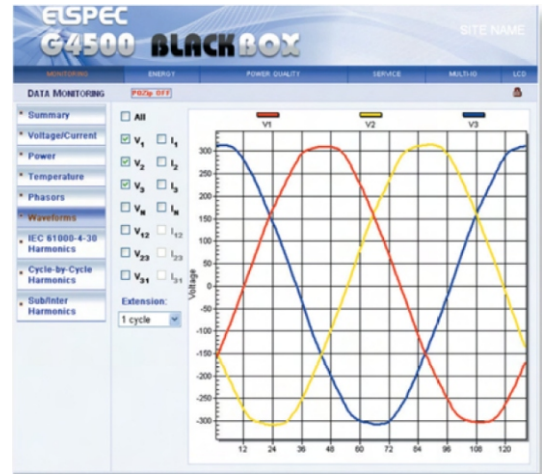 ELSPEC
G4500 BLACKBOX
SITE NAME
MONITORING ENERGY POWER QUALITY SERVICE MULTI-IO LCD
DATA MONITORING PQZip OFF
Summary
Voltage/Current
Power
Temperature
Phasors
Waveforms
IEC 61000-4-30
Harmonics
Cycle-by-Cycle
Harmonics
Sub/Inter
Harmonics
All
V1 I1
V2 I2
V3 I3
VN IN
V12 I12
V23 I23
V31 I31
Extension:
1 cycle
V1 V2 V3
Voltage
300
250
200
150
100
50
0
-50
-100
-150
-200
-250
-300
12 24 36 48 60 72 84 96 108 120